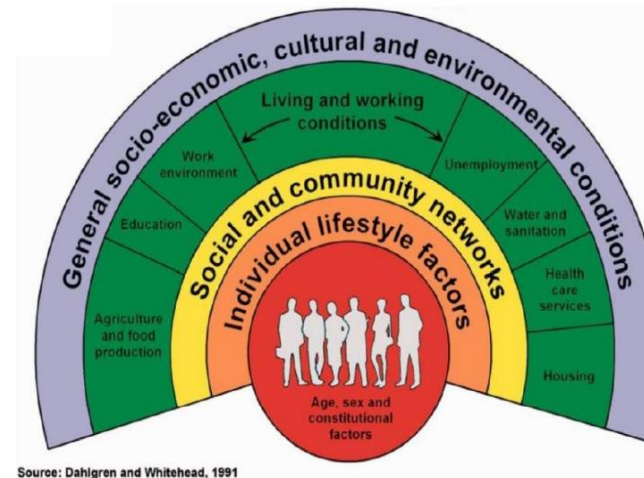 General socio-economic, cultural and environmental conditions
Living and working
conditions
Work
environment
Unemployment
Education
Water and
sanitation
Agriculture
and food
production
Health
care
services
Housing
Social and community networks
Individual lifestyle factors
Age, sex and
constitutional
factors
Source: Dahlgren and Whitehead, 1991